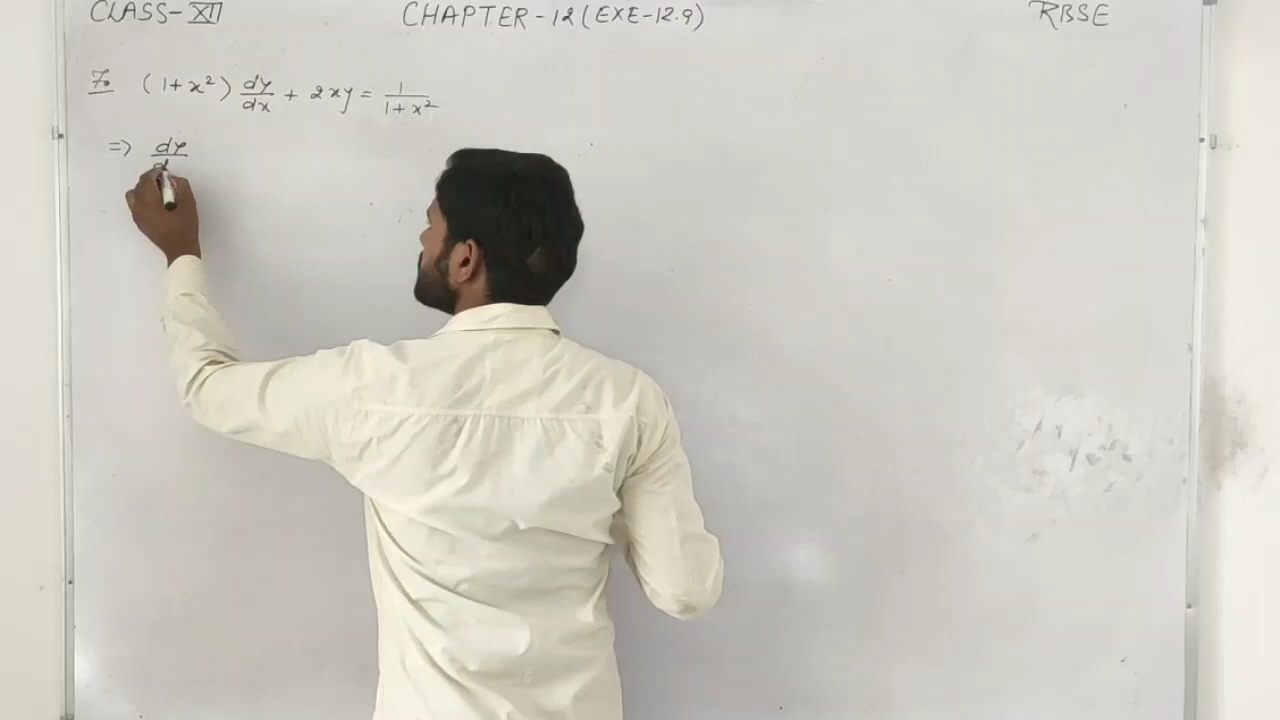 CLASS-XII CHAPTER-12(EXE-12.9) RBSE
7. (1+x²) dy/dx + 2xy = 1/(1+x²)
=> dy/d